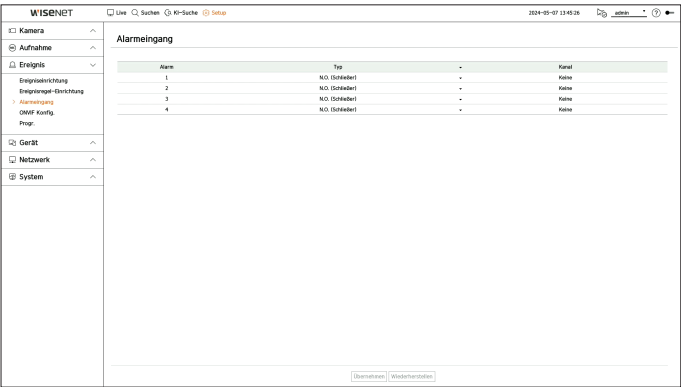 WISENET Live Suchen KI-Suche Setup 2024-05-07 13:45:26 admin ?
Kamera
Aufnahme
Ereignis
Ereigniseinrichtung
Ereignisregel-Einrichtung
Alarmeingang
ONVIF Konfig.
Progr.
Gerät
Netzwerk
System
Alarmeingang
Alarm Typ Kanal
1 N.O. (Schließer) Keine
2 N.O. (Schließer) Keine
3 N.O. (Schließer) Keine
4 N.O. (Schließer) Keine
Übernehmen Wiederherstellen